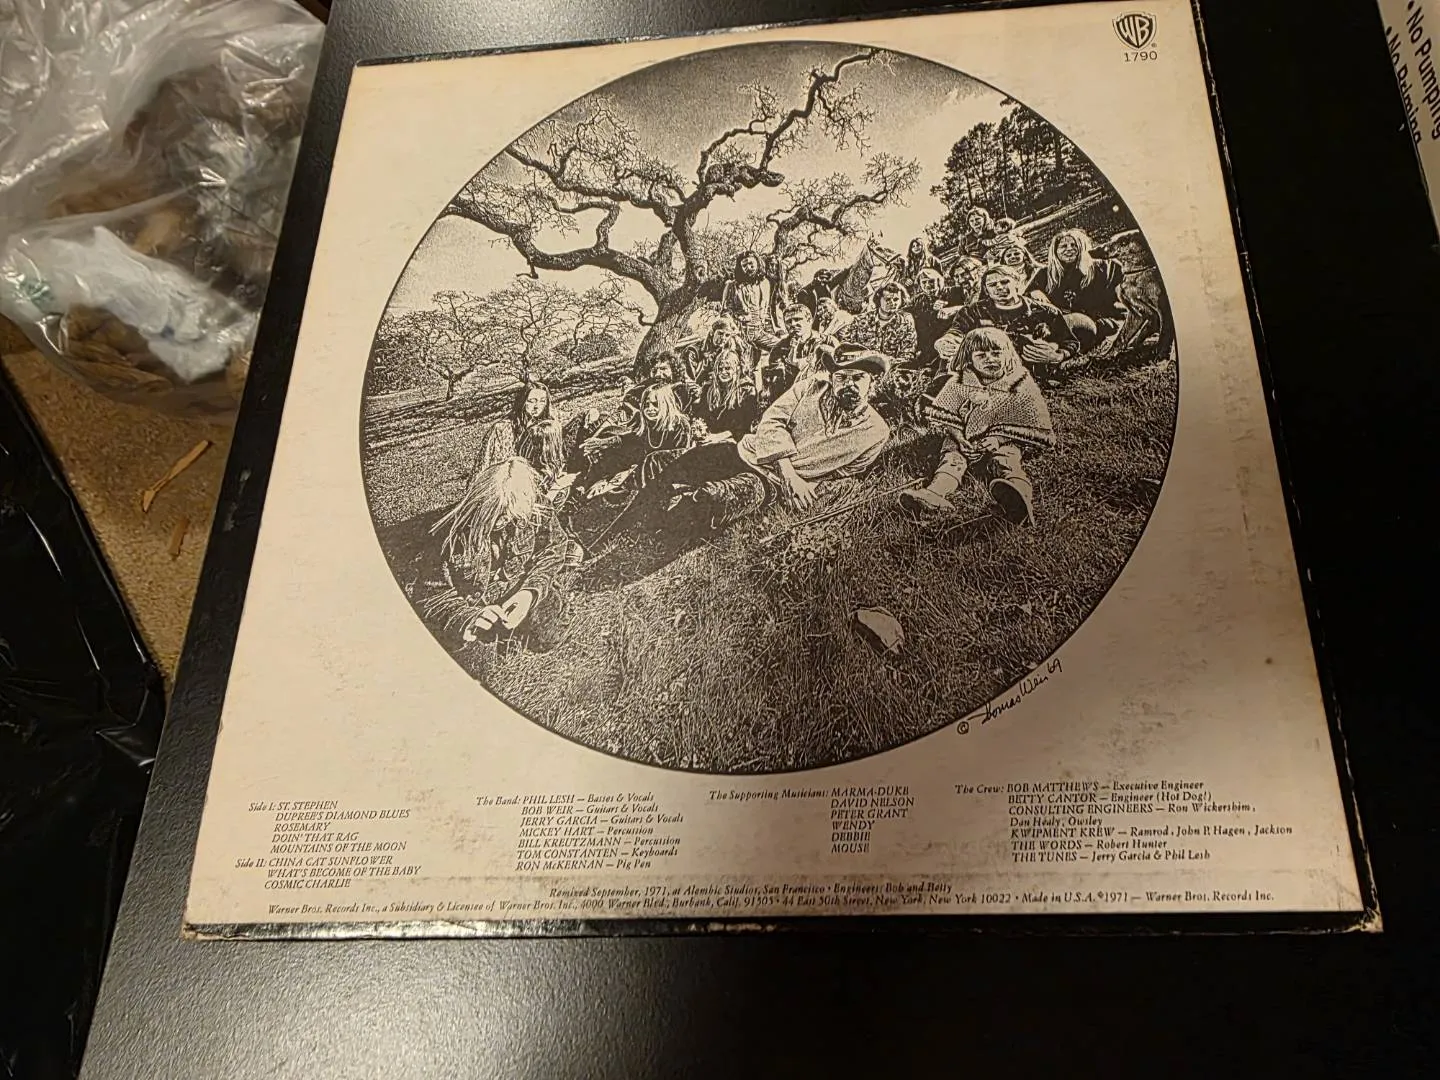 WB
1790
• No Pumping
• No Priming
© Thomas Weir '69
Side I: ST. STEPHEN
DUPREE'S DIAMOND BLUES
ROSEMARY
DOIN' THAT RAG
MOUNTAINS OF THE MOON
Side II: CHINA CAT SUNFLOWER
WHAT'S BECOME OF THE BABY
COSMIC CHARLIE
The Band: PHIL LESH — Basses & Vocals
BOB WEIR — Guitars & Vocals
JERRY GARCIA — Guitars & Vocals
MICKEY HART — Percussion
BILL KREUTZMANN — Percussion
TOM CONSTANTEN — Keyboards
RON McKERNAN — Pig Pen
The Supporting Musicians: MARMA-DUKE
DAVID NELSON
PETER GRANT
WENDY
DEBBIE
MOUSE
The Crew: BOB MATTHEWS — Executive Engineer
BETTY CANTOR — Engineer (Hot Dog!)
CONSULTING ENGINEERS — Ron Wickersheim,
Dan Healy, Owsley
KWIPMENT KREW — Ramrod, John P. Hagen, Jackson
THE WORDS — Robert Hunter
THE TUNES — Jerry Garcia & Phil Lesh
Remixed September, 1971, at Alembic Studios, San Francisco • Engineers: Bob and Betty
Warner Bros. Records Inc., a Subsidiary & Licensee of Warner Bros. Inc., 4000 Warner Blvd., Burbank, Calif. 91505 • 44 East 50th Street, New York, New York 10022 • Made in U.S.A. ℗1971 — Warner Bros. Records Inc.